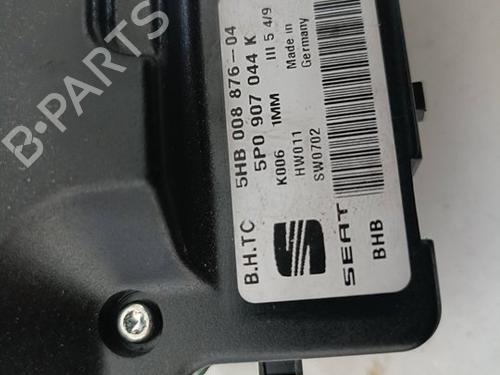 B-PARTS
B.H.TC 5HB 008 876-04
5P0 907 044 K
1MM III 5 4/9
K006
HW011 Made in
SW0702 Germany
SEAT
BHB